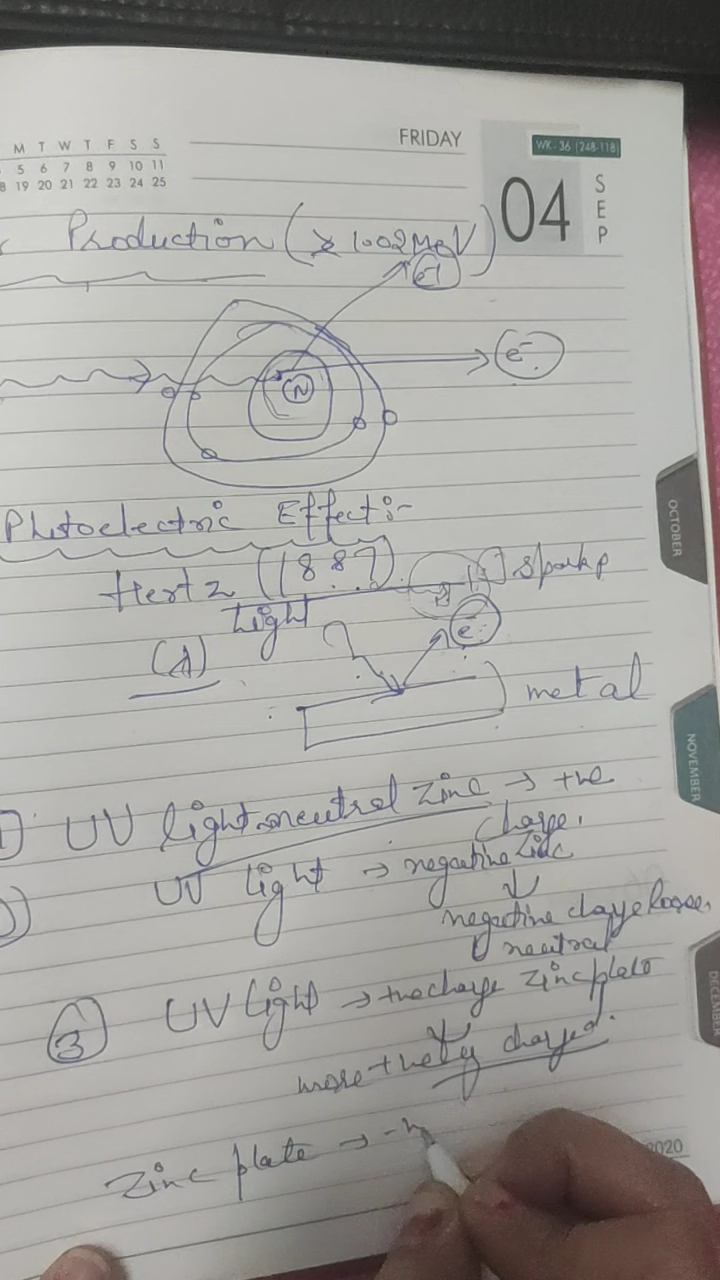 FRIDAY
WK - 36 (248-118)
M T W T F S S
5 6 7 8 9 10 11
19 20 21 22 23 24 25
04
SEP
Production ( ≥ 1.002 MeV )
e-
N
Photoelectric Effect :-
Hertz (1887)
Light
(A)
e-
metal
OCTOBER
UV light neutral zinc → +ve
charge.
NOVEMBER
UV light → negative zinc
↓
negative charge looses
neutral
3 UV light → +ve charge zinc plate
↓
more +vely charged.
DECEMBER
Zinc plate →
2020